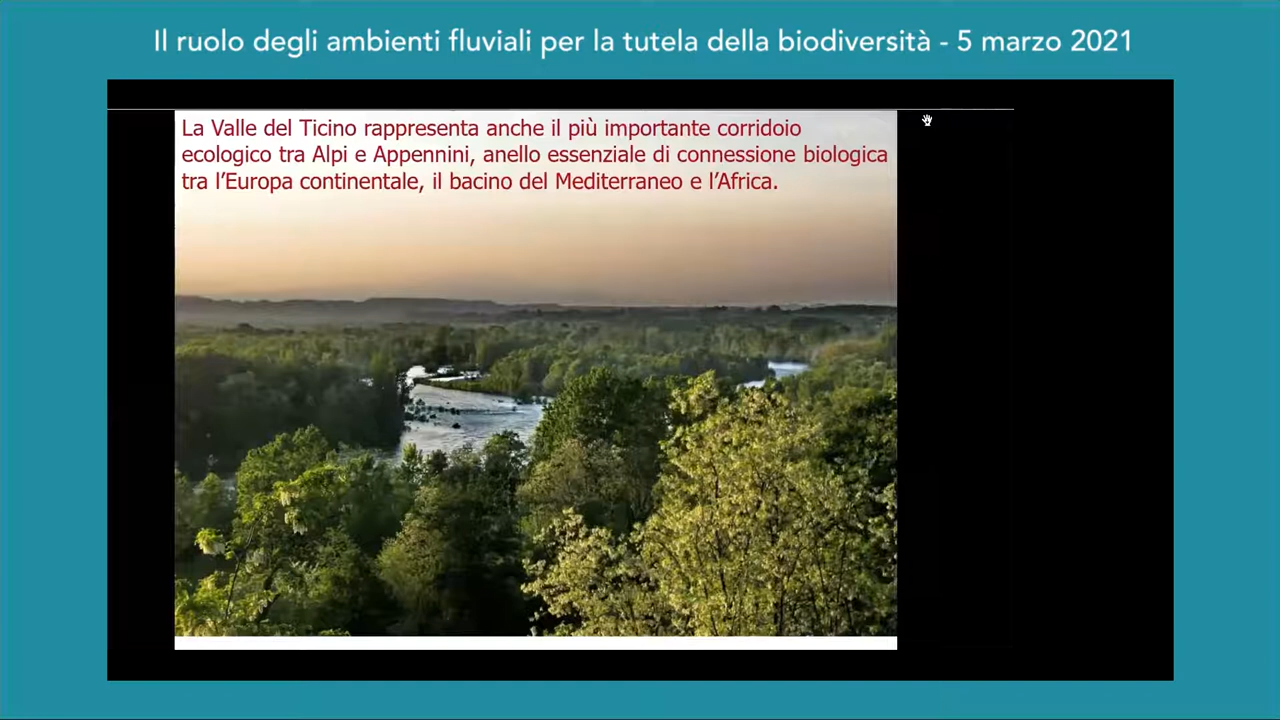 Il ruolo degli ambienti fluviali per la tutela della biodiversità - 5 marzo 2021
La Valle del Ticino rappresenta anche il più importante corridoio
ecologico tra Alpi e Appennini, anello essenziale di connessione biologica
tra l’Europa continentale, il bacino del Mediterraneo e l’Africa.